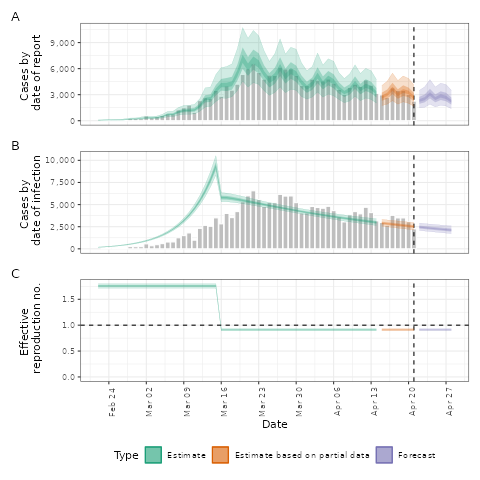 A
Cases by
date of report
9,000
6,000
3,000
0
B
Cases by
date of infection
10,000
7,500
5,000
2,500
0
C
Effective
reproduction no.
1.5
1.0
0.5
0.0
Feb 24
Mar 02
Mar 09
Mar 16
Mar 23
Mar 30
Apr 06
Apr 13
Apr 20
Apr 27
Date
Type
Estimate
Estimate based on partial data
Forecast